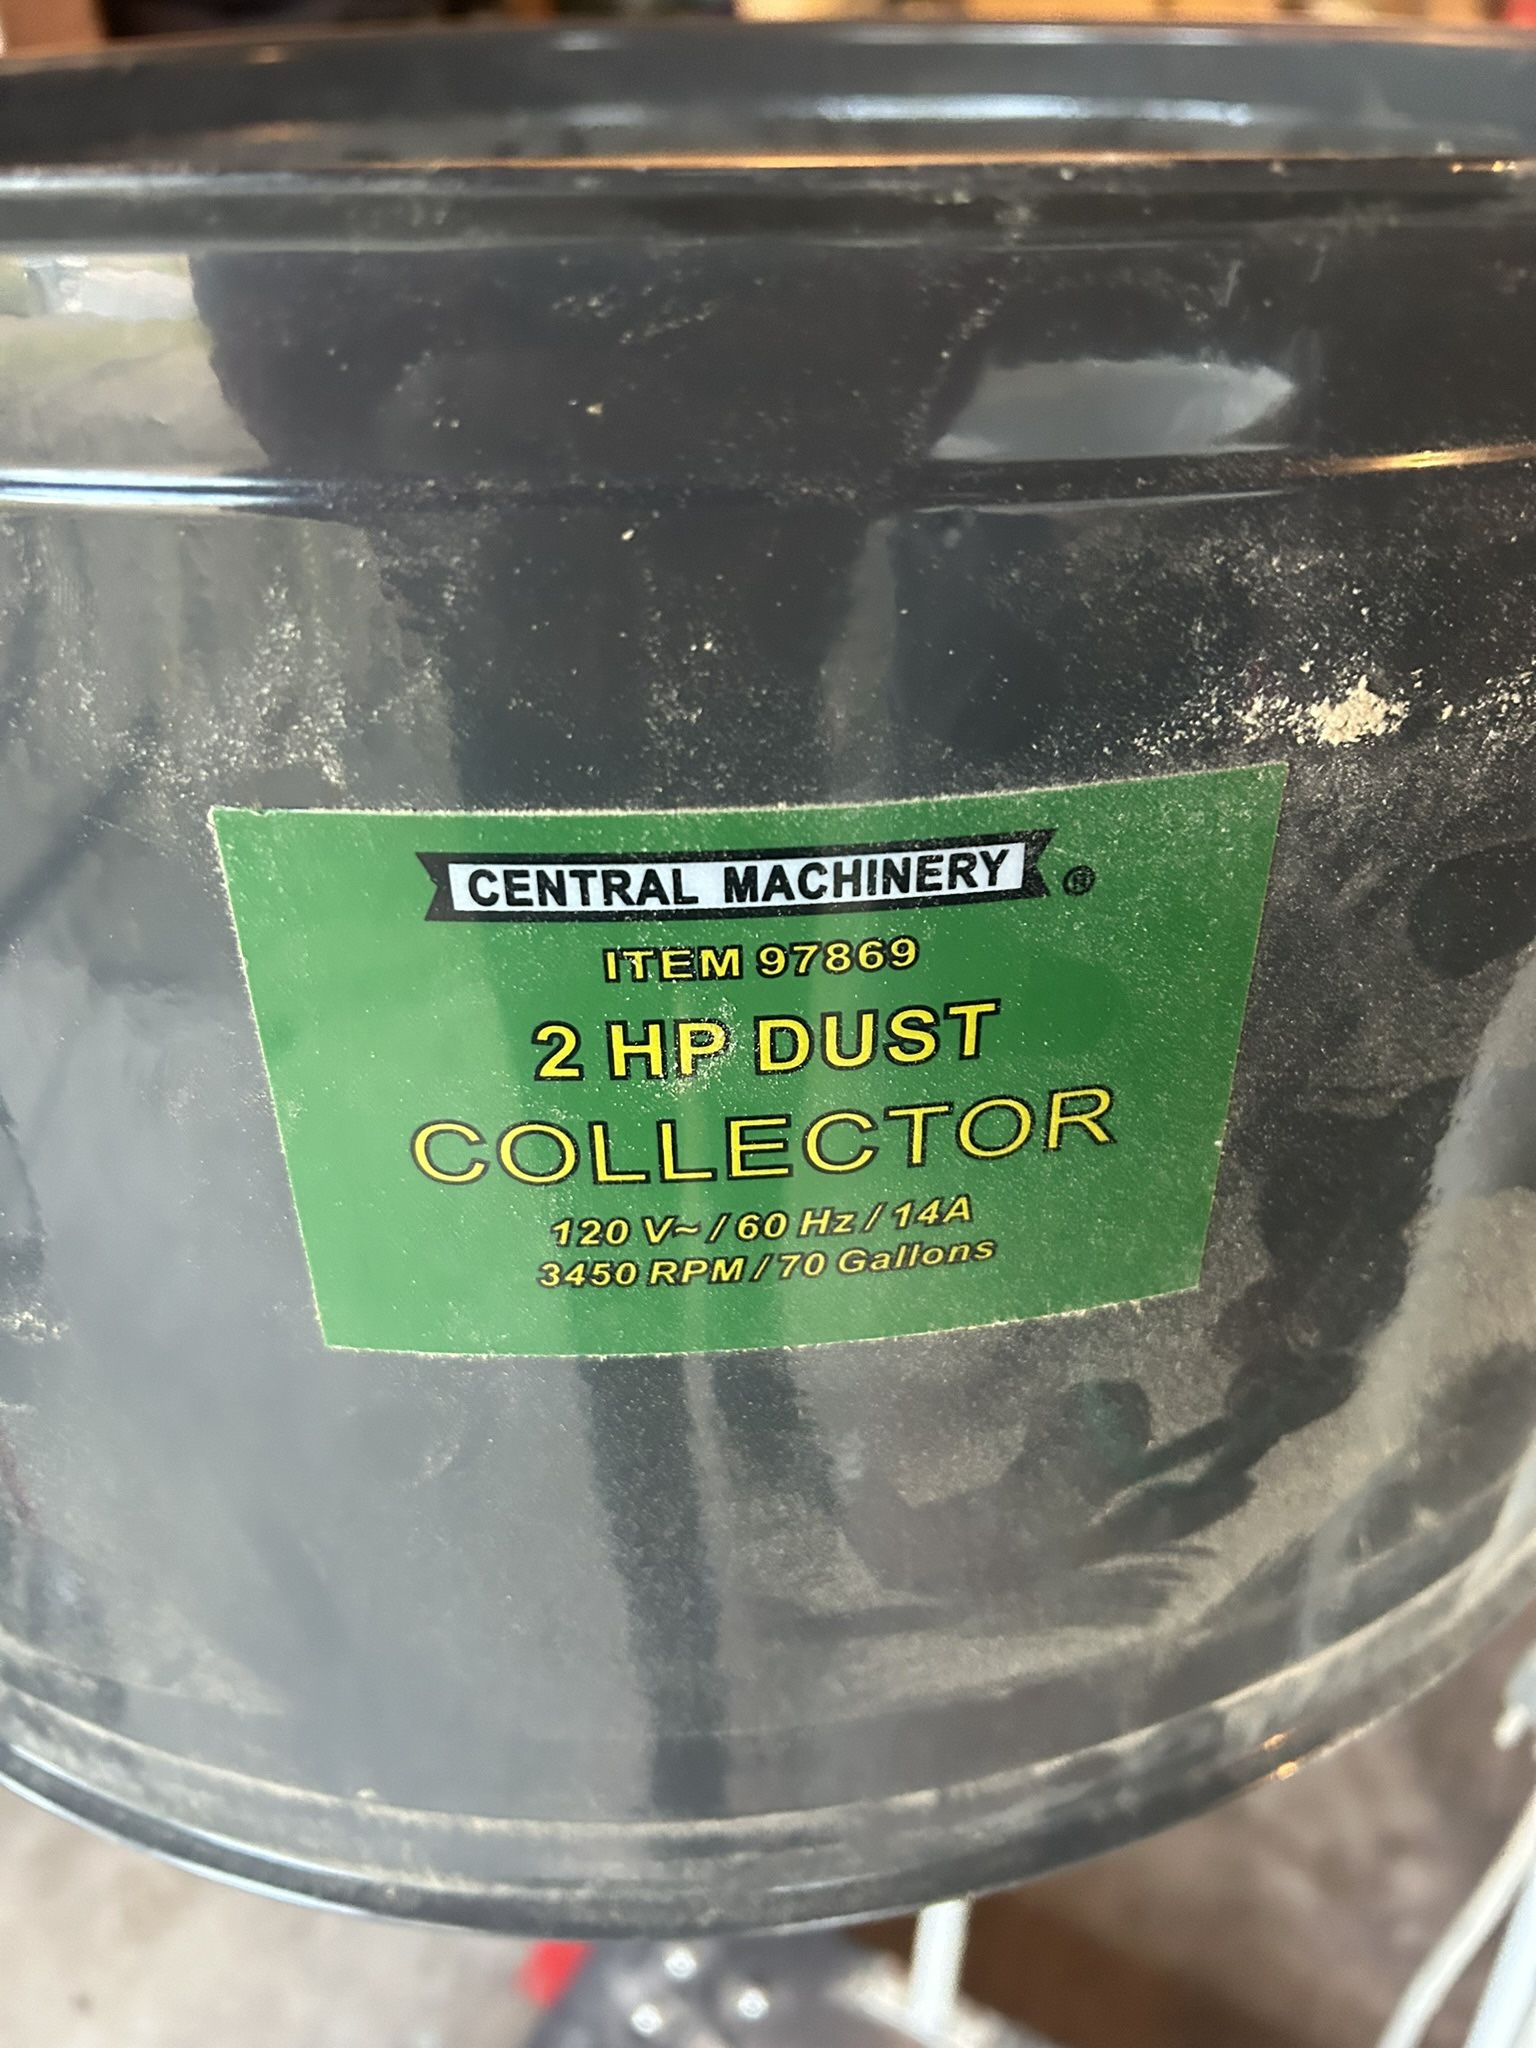 CENTRAL MACHINERY ®
ITEM 97869
2 HP DUST
COLLECTOR
120 V~ / 60 Hz / 14A
3450 RPM / 70 Gallons